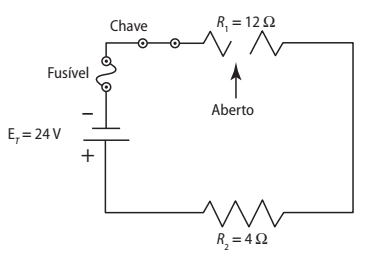 Chave
R₁ = 12 Ω
Fusível
Aberto
−
E_T = 24 V
+
R₂ = 4 Ω